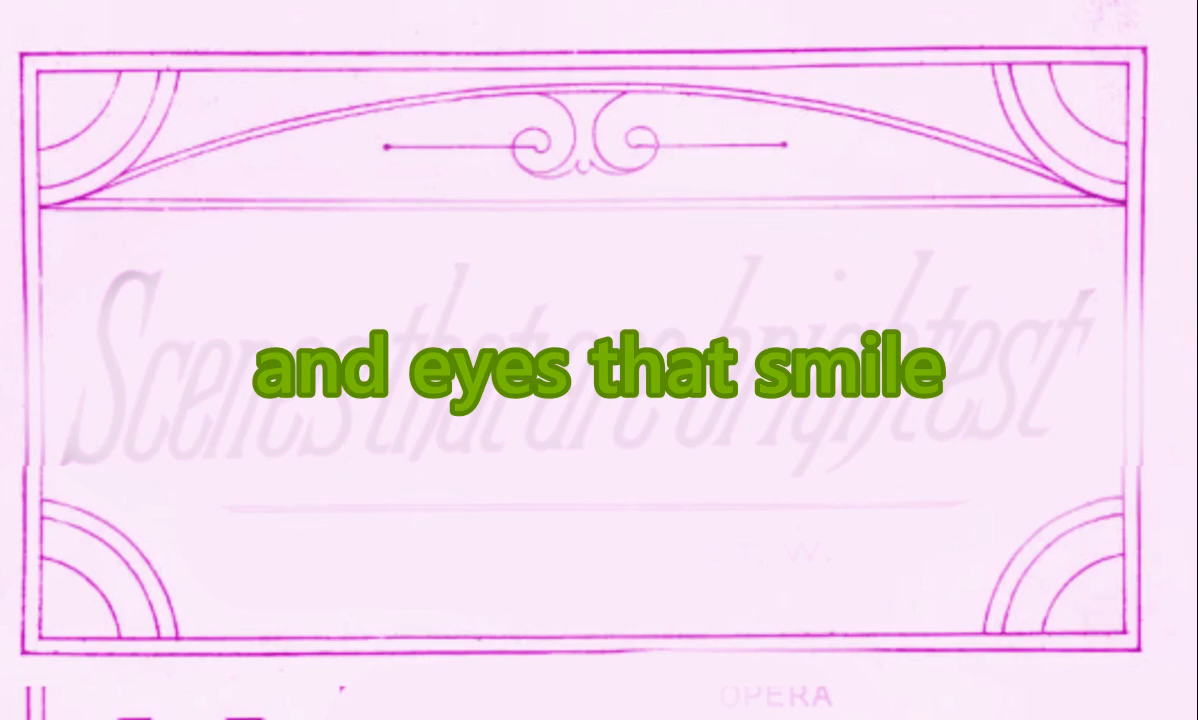 Scenes that are brightest
and eyes that smile
T. W.
OPERA